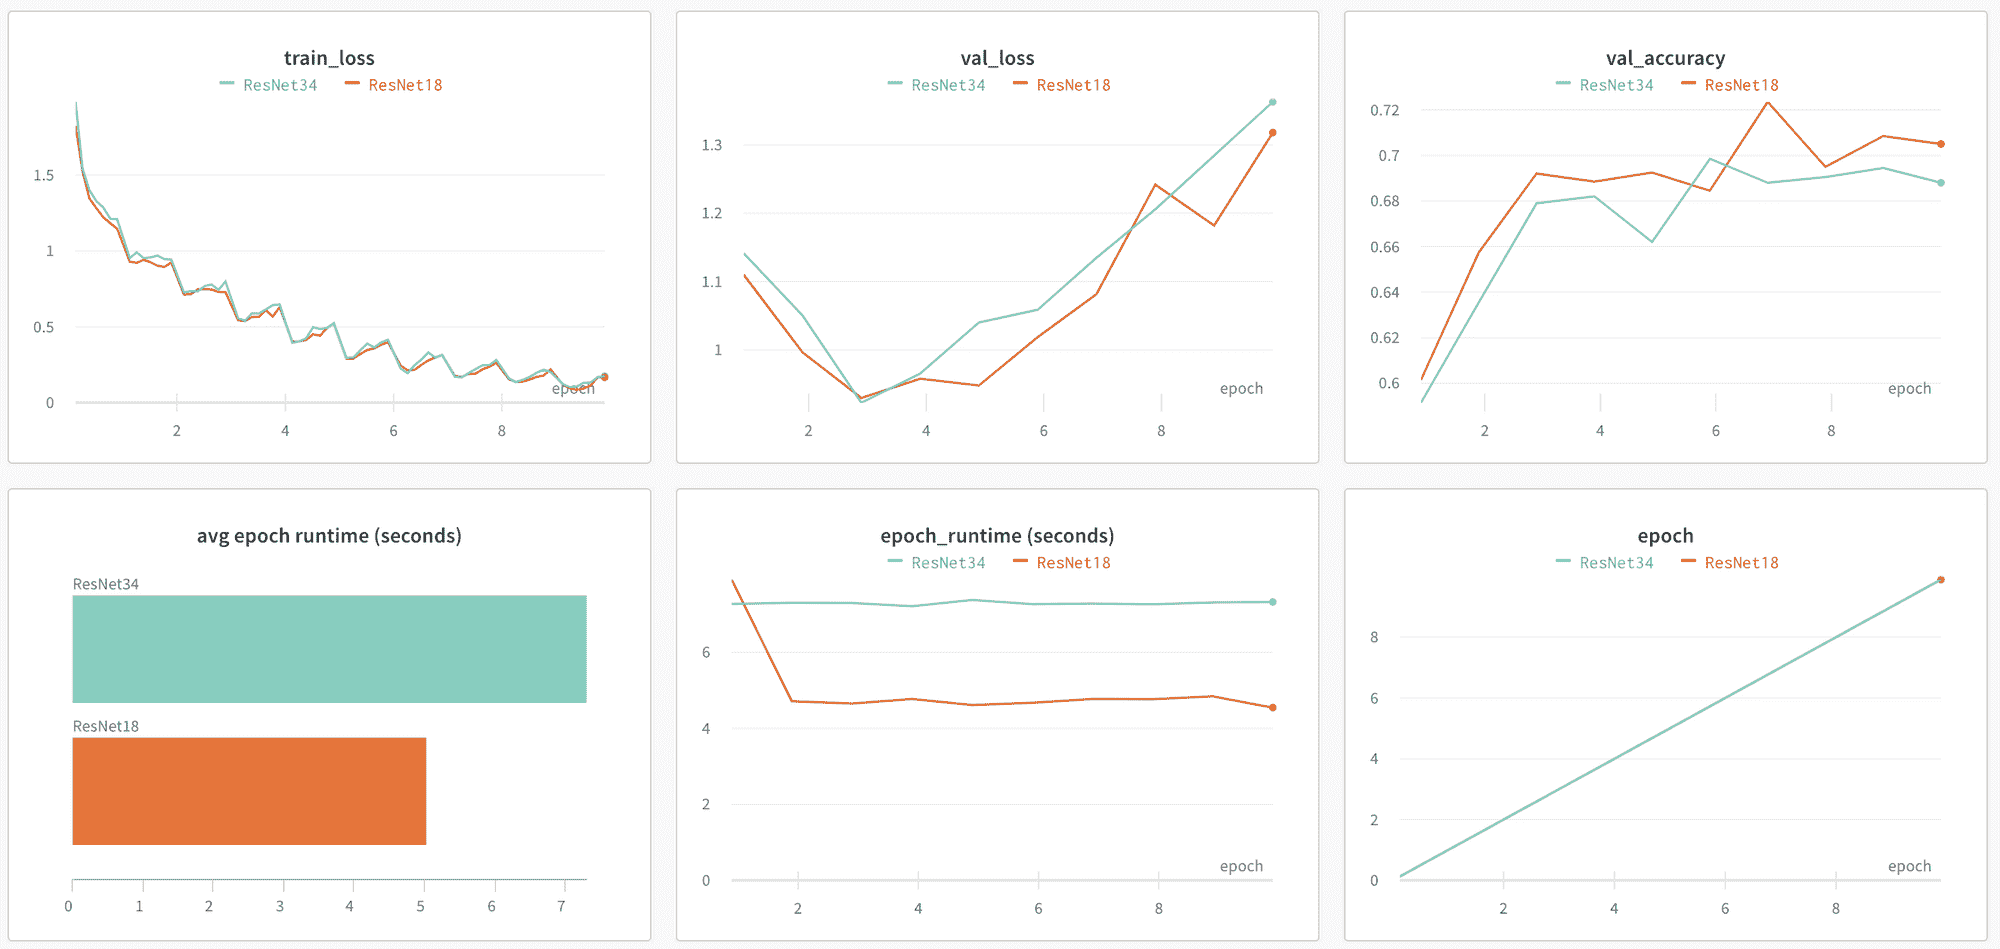 train_loss
ResNet34 ResNet18
1.5
1
0.5
0
epoch
2 4 6 8
val_loss
ResNet34 ResNet18
1.3
1.2
1.1
1
epoch
2 4 6 8
val_accuracy
ResNet34 ResNet18
0.72
0.7
0.68
0.66
0.64
0.62
0.6
epoch
2 4 6 8
avg epoch runtime (seconds)
ResNet34
ResNet18
0 1 2 3 4 5 6 7
epoch_runtime (seconds)
ResNet34 ResNet18
6
4
2
0
epoch
2 4 6 8
epoch
ResNet34 ResNet18
8
6
4
2
0
epoch
2 4 6 8